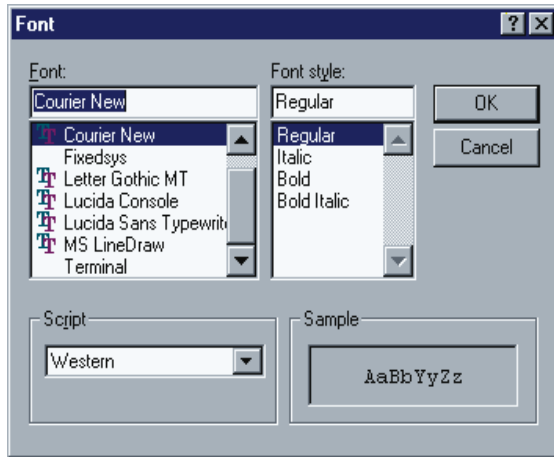 Font
Font:
Courier New
Courier New
Fixedsys
Letter Gothic MT
Lucida Console
Lucida Sans Typewrit
MS LineDraw
Terminal
Font style:
Regular
Regular
Italic
Bold
Bold Italic
OK
Cancel
Script
Western
Sample
AaBbYyZz